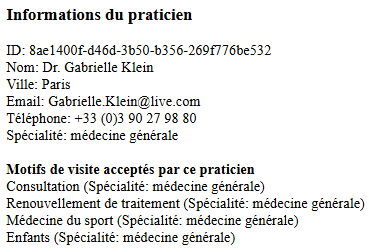 Informations du praticien
ID: 8ae1400f-d46d-3b50-b356-269f776be532
Nom: Dr. Gabrielle Klein
Ville: Paris
Email: Gabrielle.Klein@live.com
Téléphone: +33 (0)3 90 27 98 80
Spécialité: médecine générale
Motifs de visite acceptés par ce praticien
Consultation (Spécialité: médecine générale)
Renouvellement de traitement (Spécialité: médecine générale)
Médecine du sport (Spécialité: médecine générale)
Enfants (Spécialité: médecine générale)